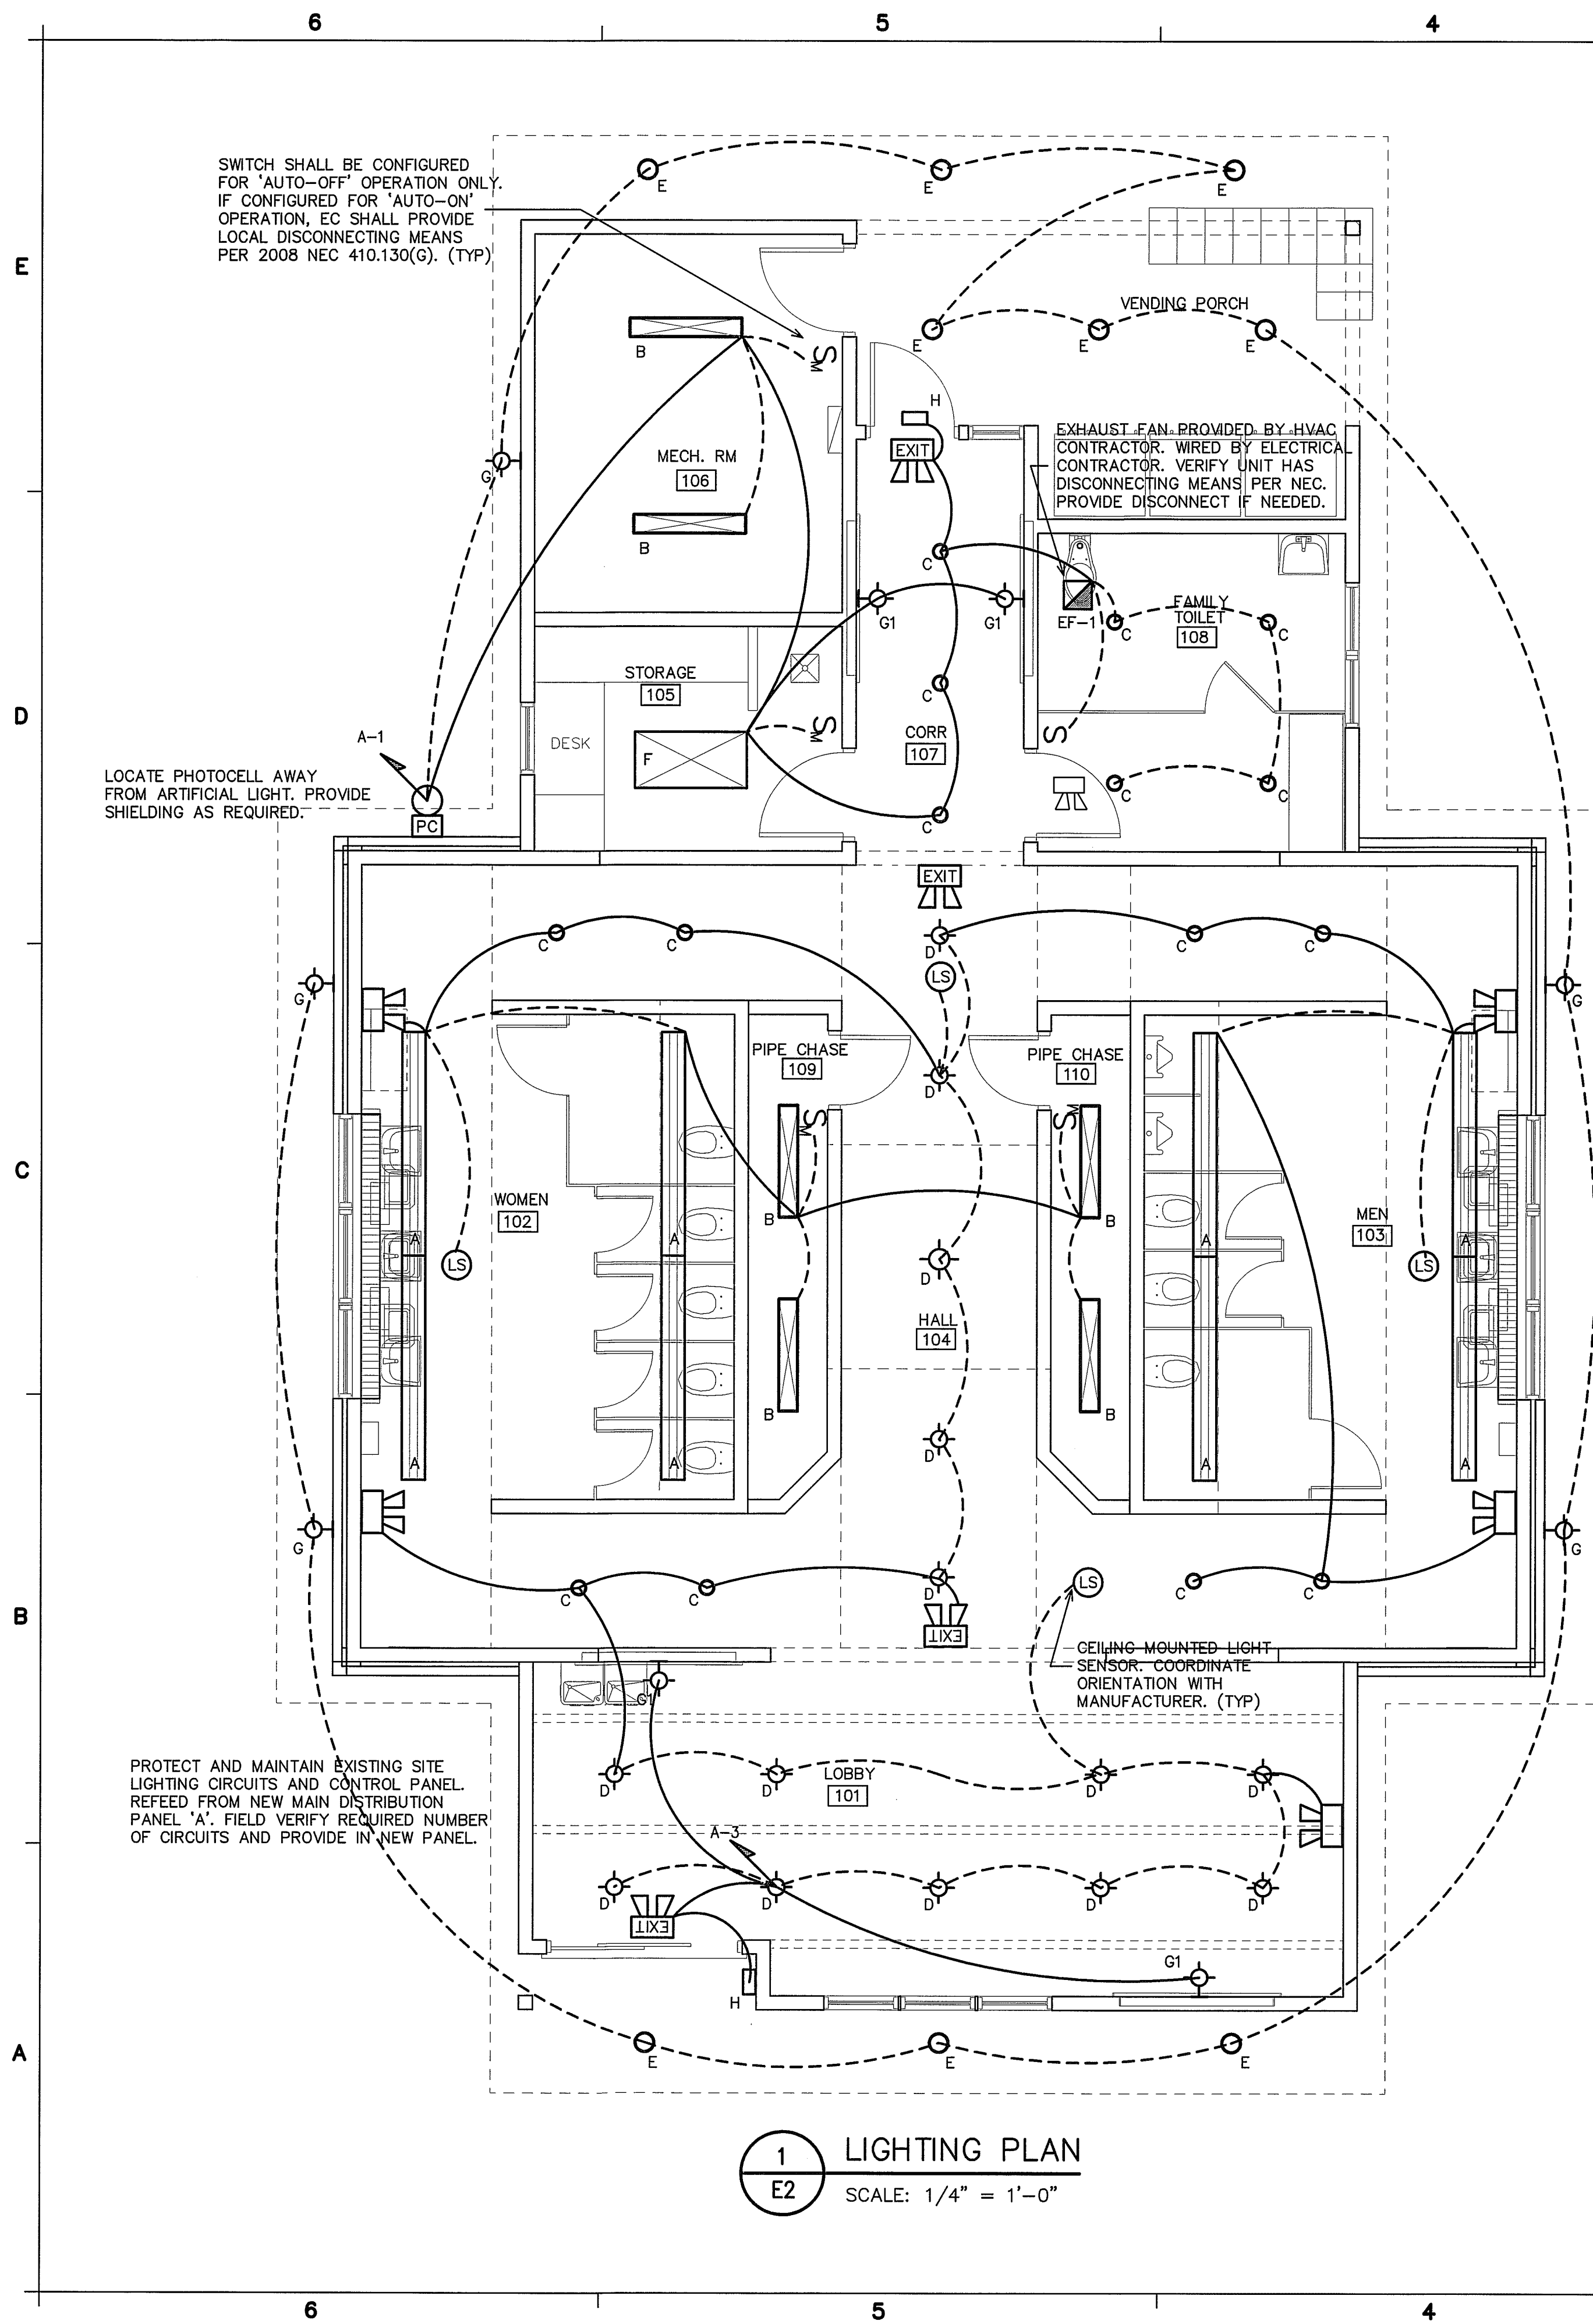 6 5 4
SWITCH SHALL BE CONFIGURED
FOR 'AUTO-OFF' OPERATION ONLY.
IF CONFIGURED FOR 'AUTO-ON'
OPERATION, EC SHALL PROVIDE
LOCAL DISCONNECTING MEANS
PER 2008 NEC 410.130(G). (TYP)
E E E
E
VENDING PORCH
E E E
B
S M
H
EXIT
EXHAUST FAN PROVIDED BY HVAC
CONTRACTOR. WIRED BY ELECTRICAL
CONTRACTOR. VERIFY UNIT HAS
DISCONNECTING MEANS PER NEC.
PROVIDE DISCONNECT IF NEEDED.
MECH. RM
106
G
B
C
G1 G1
EF-1
C
FAMILY
TOILET
108
C
STORAGE
105
C
D
A-1
DESK
F
S M
CORR
107
S
LOCATE PHOTOCELL AWAY
FROM ARTIFICIAL LIGHT. PROVIDE
SHIELDING AS REQUIRED.
PC
C
C C
EXIT
C C D C C
LS
G G
PIPE CHASE
109
PIPE CHASE
110
D
S M
S M
C
WOMEN
102
B B
MEN
103
A A A A
LS LS
D
HALL
104
B B
D
A A A A
G G
B
C C D C C
LS
EXIT
CEILING MOUNTED LIGHT
SENSOR. COORDINATE
ORIENTATION WITH
MANUFACTURER. (TYP)
G1
PROTECT AND MAINTAIN EXISTING SITE
LIGHTING CIRCUITS AND CONTROL PANEL.
REFEED FROM NEW MAIN DISTRIBUTION
PANEL 'A'. FIELD VERIFY REQUIRED NUMBER
OF CIRCUITS AND PROVIDE IN NEW PANEL.
D D
LOBBY
101
D D
A-3
D D D D D
EXIT
G1
H
A
E E E
1
E2
LIGHTING PLAN
SCALE: 1/4" = 1'-0"
6 5 4